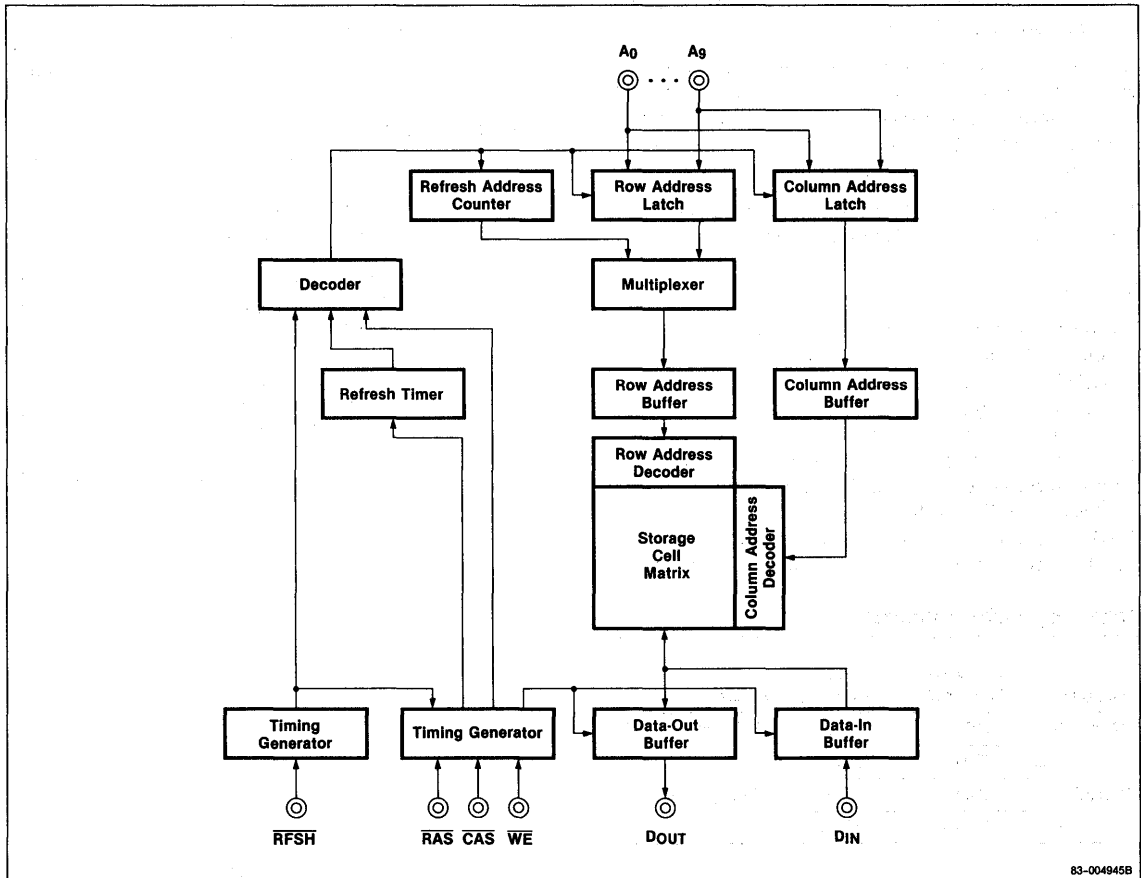 A0 ... A9
Refresh Address
Counter
Row Address
Latch
Column Address
Latch
Decoder
Multiplexer
Refresh Timer
Row Address
Buffer
Column Address
Buffer
Row Address
Decoder
Storage
Cell
Matrix
Column Address
Decoder
Timing
Generator
Timing Generator
Data-Out
Buffer
Data-In
Buffer
RFSH
RAS CAS WE
DOUT
DIN
83-004945B